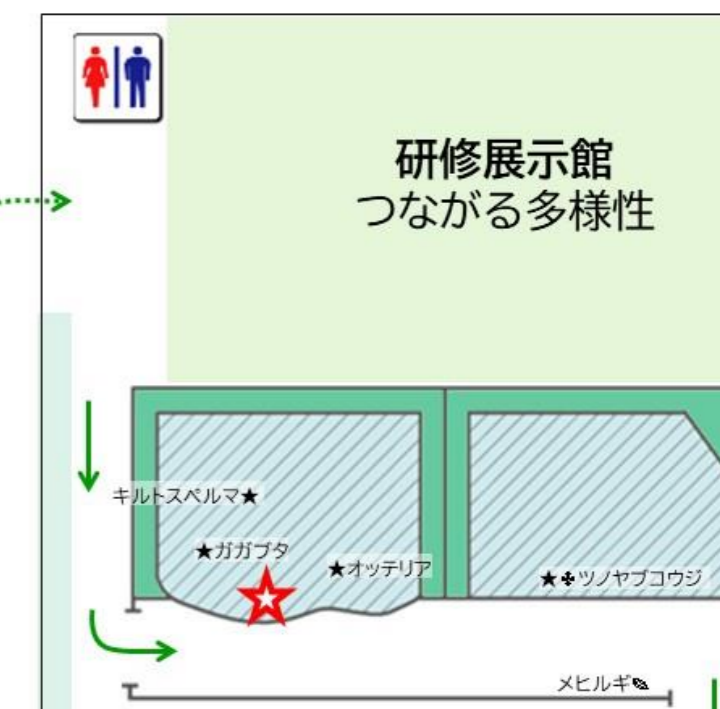 研修展示館
つながる多様性
キルトスペルマ★
★ガガブタ
★オッテリア
★✤ツノヤブコウジ
メヒルギ